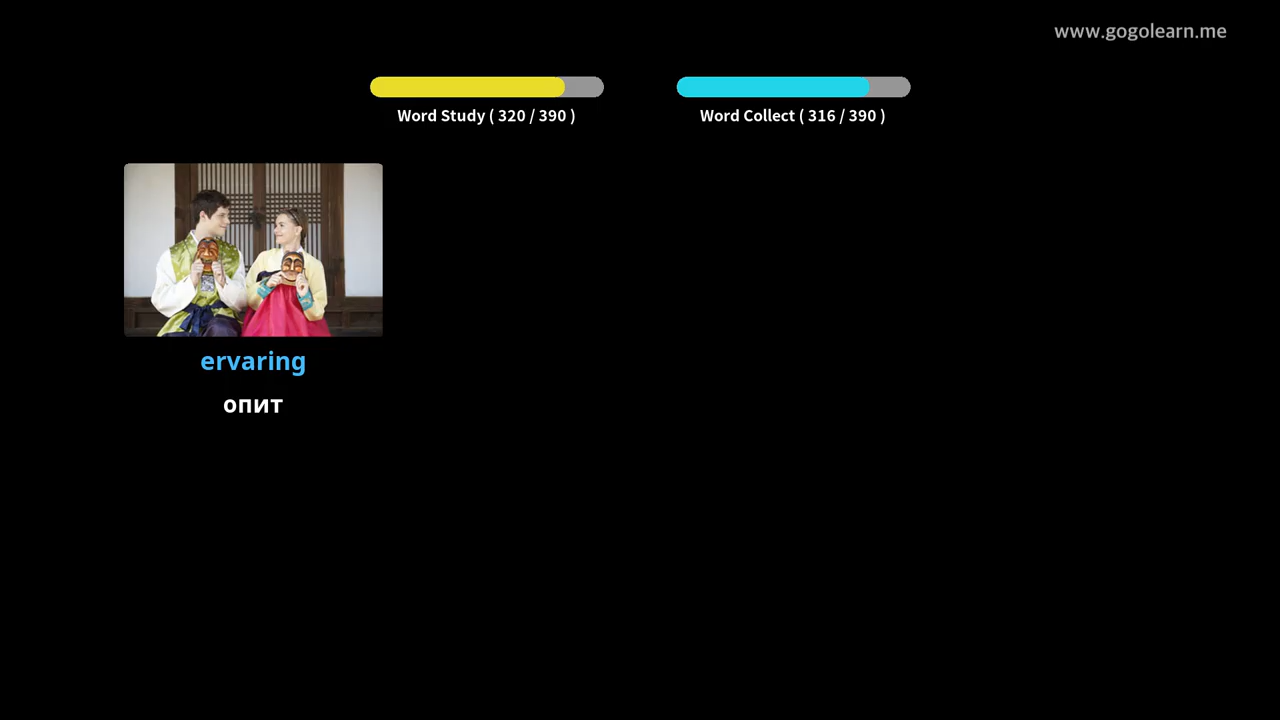 www.gogolearn.me
Word Study ( 320 / 390 )
Word Collect ( 316 / 390 )
ervaring
опит